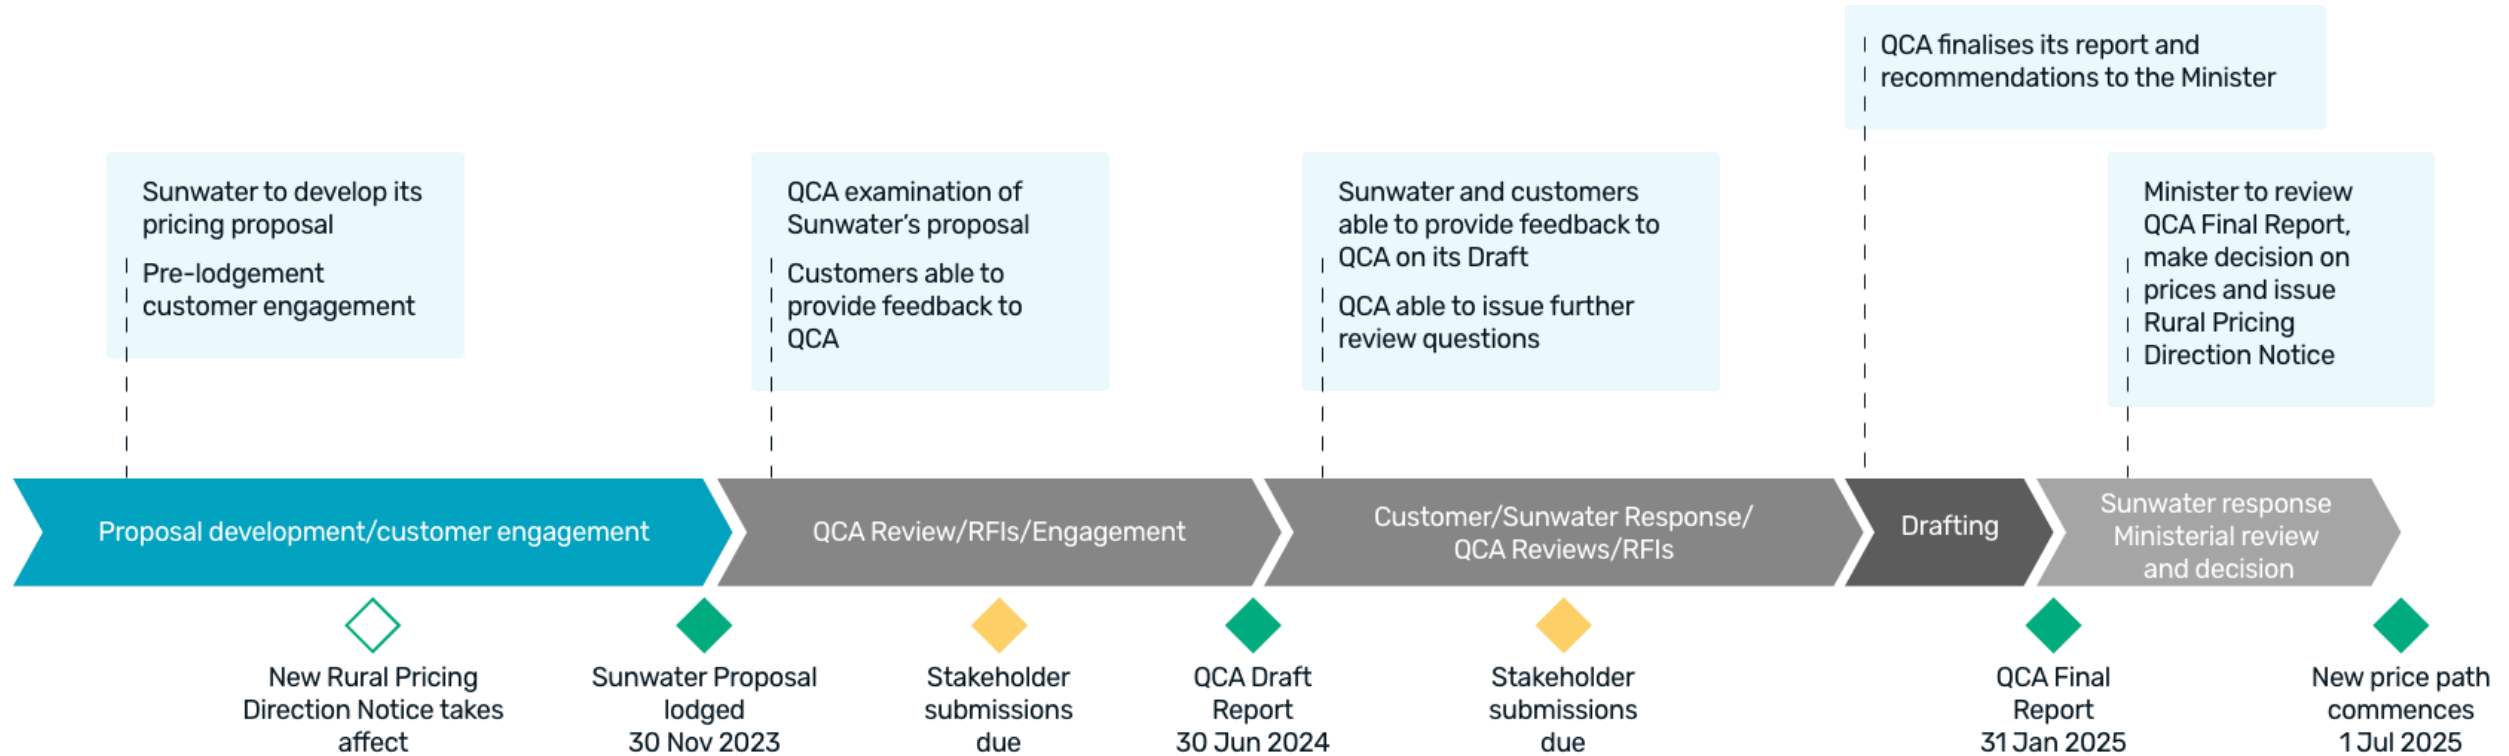 QCA finalises its report and
recommendations to the Minister
Sunwater to develop its
pricing proposal
Pre-lodgement
customer engagement
QCA examination of
Sunwater's proposal
Customers able to
provide feedback to
QCA
Sunwater and customers
able to provide feedback to
QCA on its Draft
QCA able to issue further
review questions
Minister to review
QCA Final Report,
make decision on
prices and issue
Rural Pricing
Direction Notice
Proposal development/customer engagement
QCA Review/RFIs/Engagement
Customer/Sunwater Response/
QCA Reviews/RFIs
Drafting
Sunwater response
Ministerial review
and decision
New Rural Pricing
Direction Notice takes
affect
Sunwater Proposal
lodged
30 Nov 2023
Stakeholder
submissions
due
QCA Draft
Report
30 Jun 2024
Stakeholder
submissions
due
QCA Final
Report
31 Jan 2025
New price path
commences
1 Jul 2025